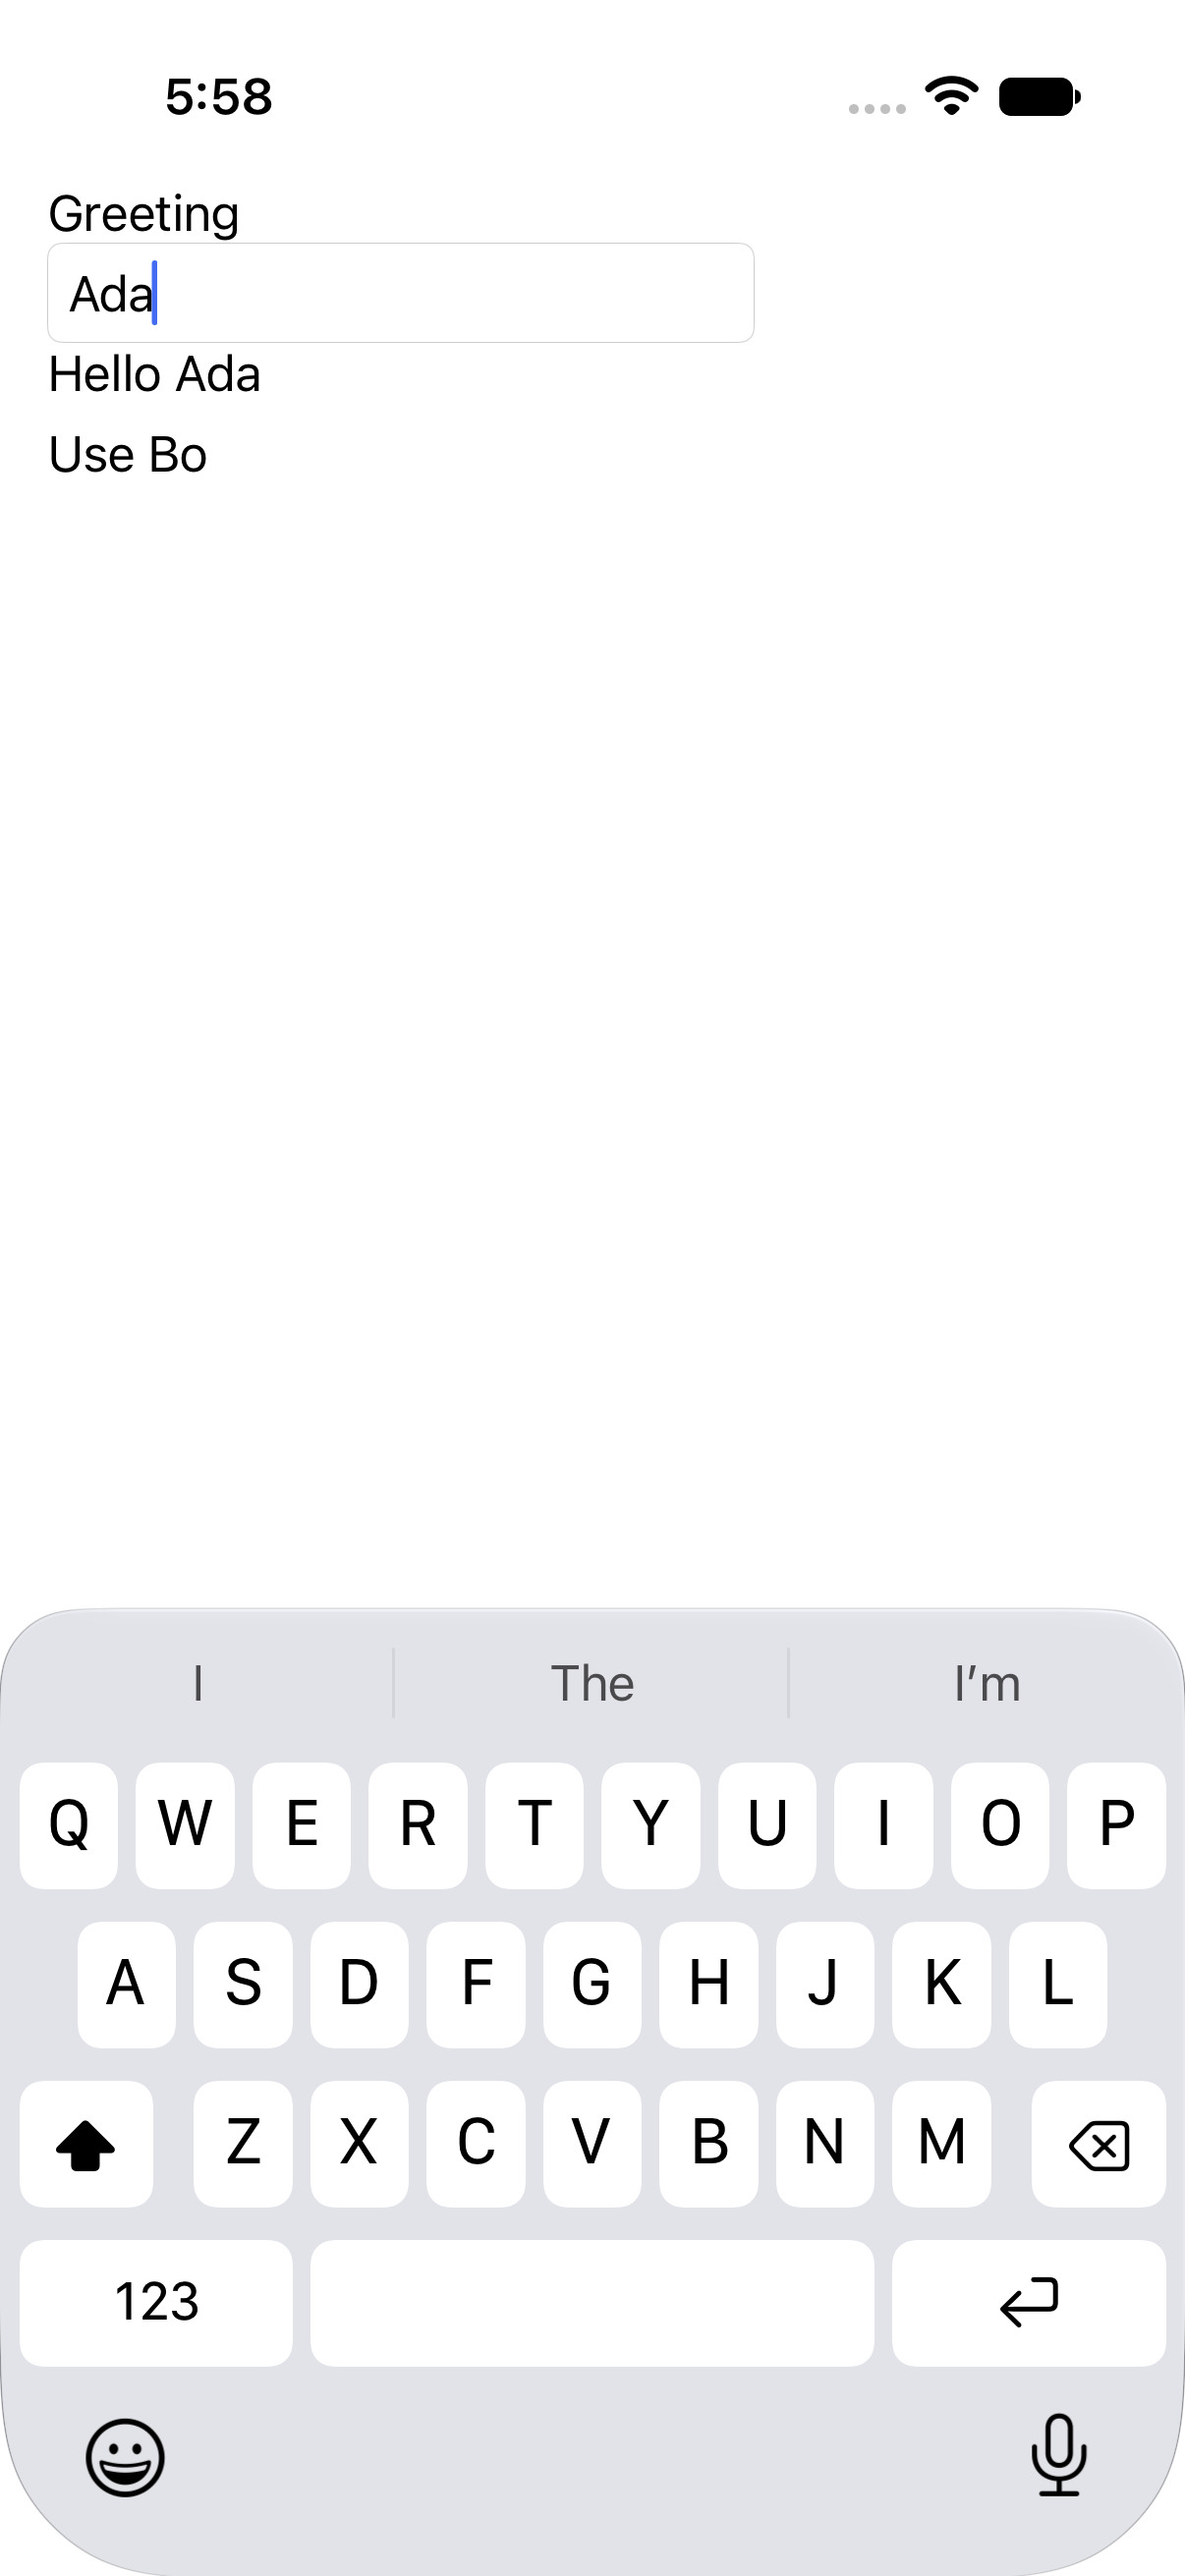 5:58
Greeting
Ada
Hello Ada
Use Bo
I The I’m
Q W E R T Y U I O P
A S D F G H J K L
Z X C V B N M
123